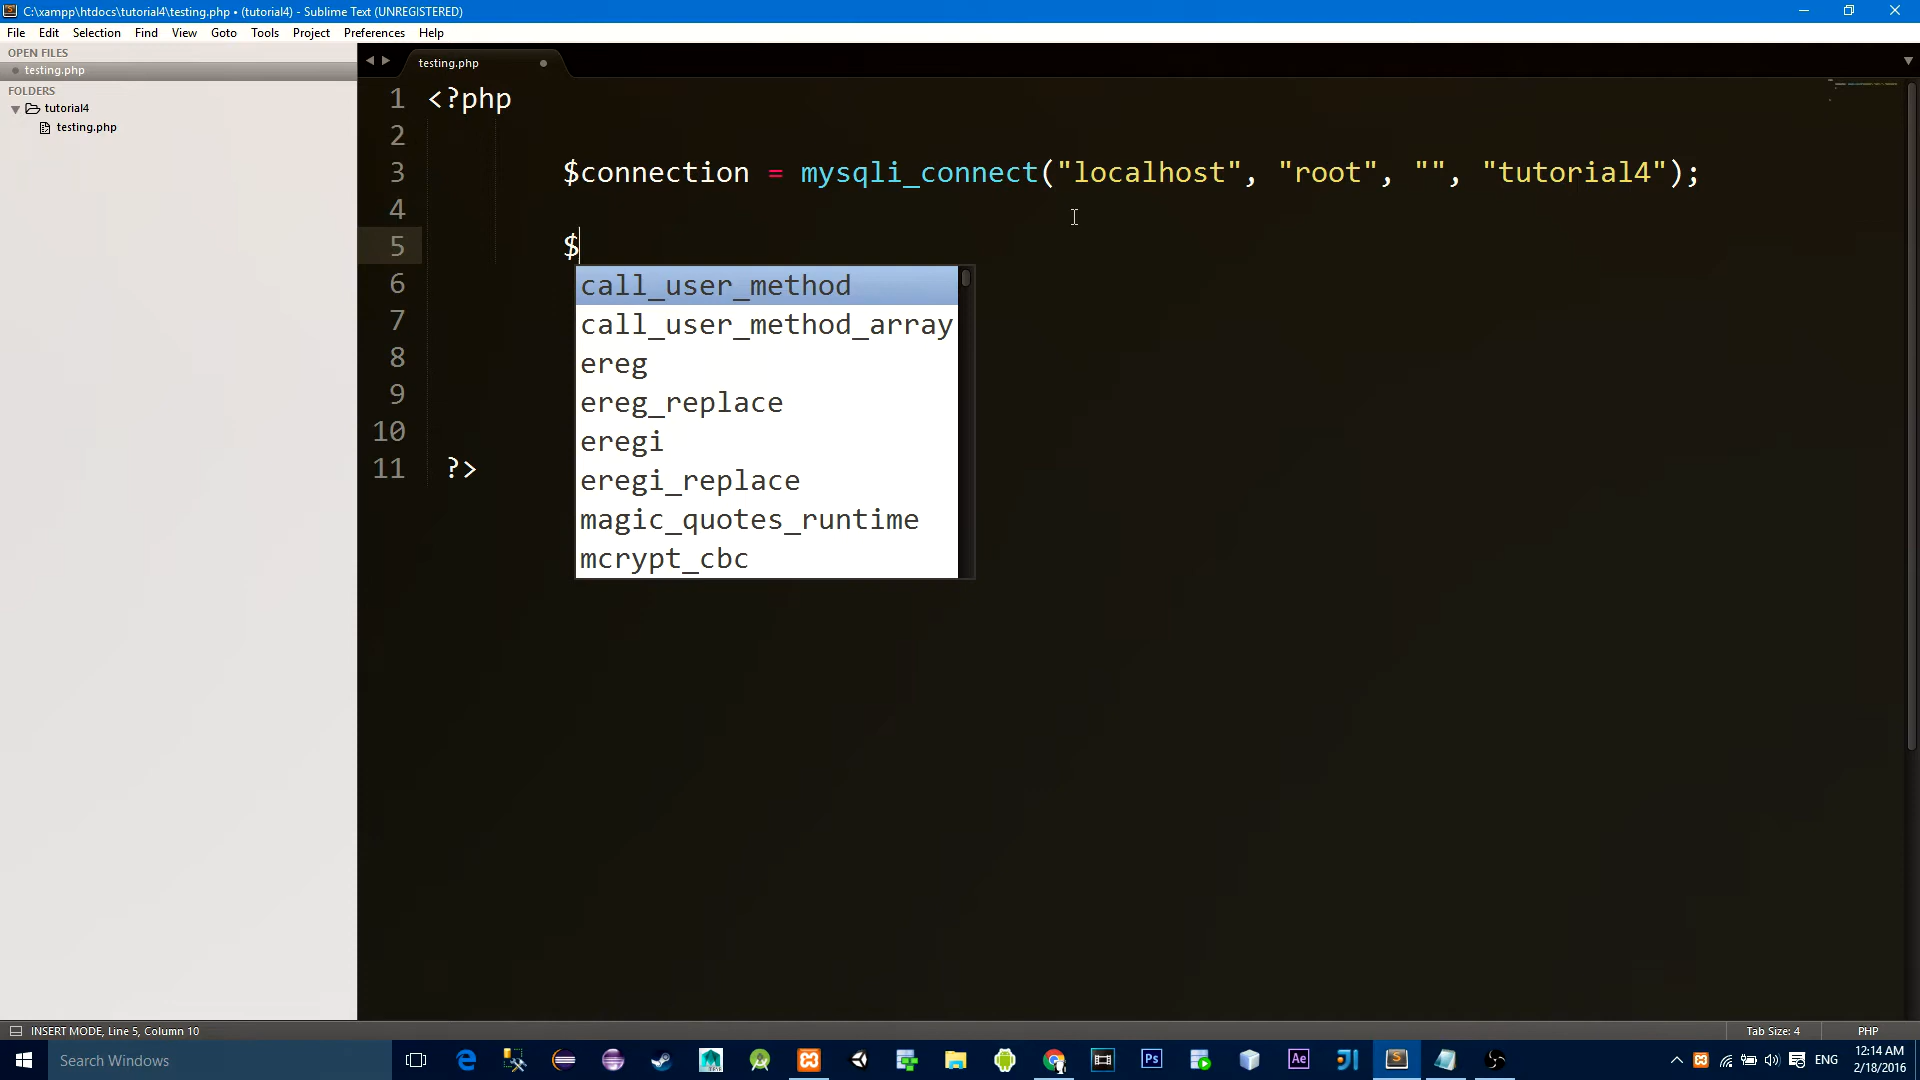 C:\xampp\htdocs\tutorial4\testing.php • (tutorial4) - Sublime Text (UNREGISTERED)
File Edit Selection Find View Goto Tools Project Preferences Help
OPEN FILES
testing.php
FOLDERS
tutorial4
testing.php
testing.php
1 <?php
2
3 $connection = mysqli_connect("localhost", "root", "", "tutorial4");
4
5 $
6
7
8
9
10
11 ?>
call_user_method
call_user_method_array
ereg
ereg_replace
eregi
eregi_replace
magic_quotes_runtime
mcrypt_cbc
INSERT MODE, Line 5, Column 10
Tab Size: 4
PHP
Search Windows
Ps
Ae
ENG
12:14 AM
2/18/2016